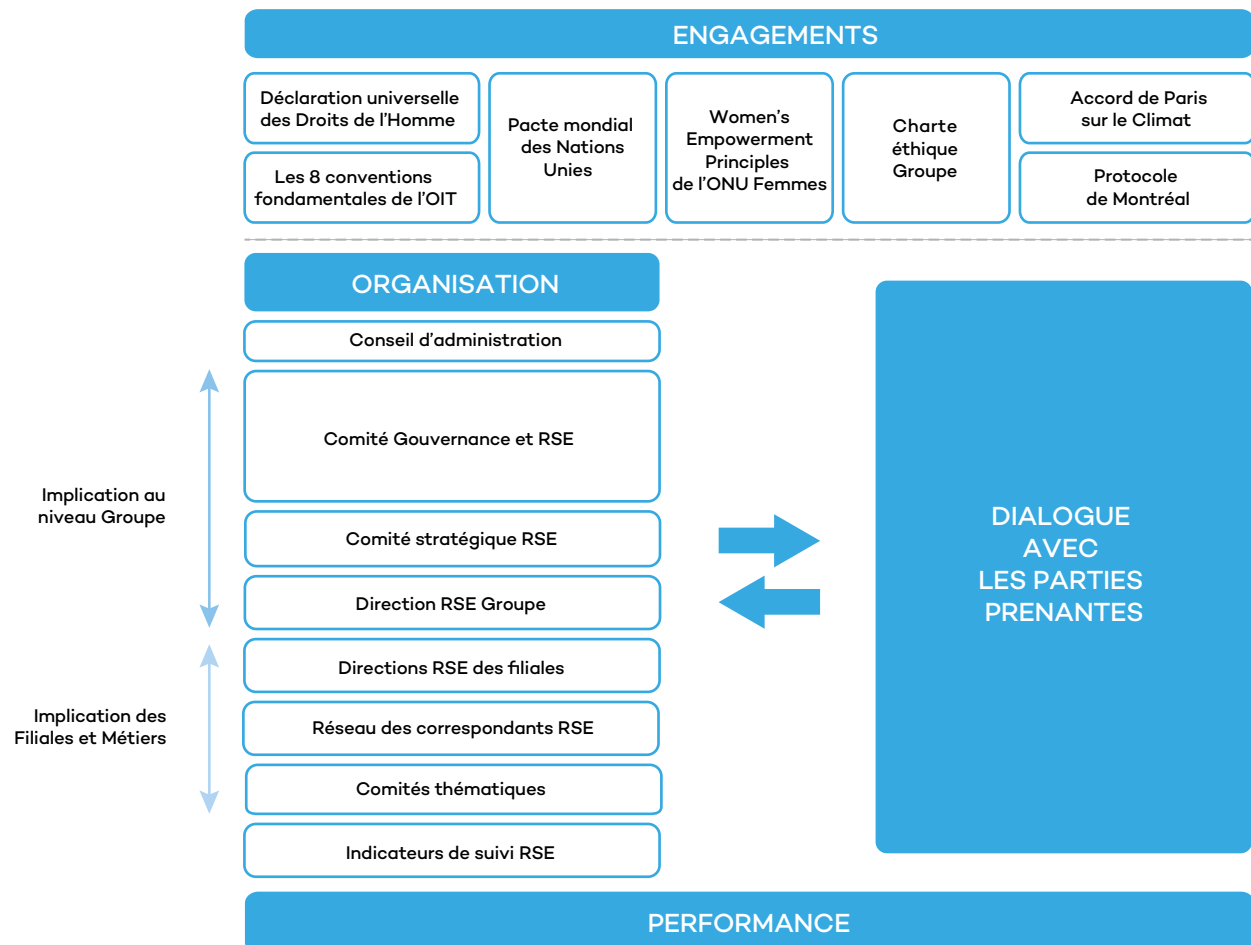 ENGAGEMENTS
Déclaration universelle
des Droits de l'Homme
Les 8 conventions
fondamentales de l'OIT
Pacte mondial
des Nations
Unies
Women's
Empowerment
Principles
de l'ONU Femmes
Charte
éthique
Groupe
Accord de Paris
sur le Climat
Protocole
de Montréal
ORGANISATION
Conseil d'administration
Comité Gouvernance et RSE
Comité stratégique RSE
Direction RSE Groupe
Directions RSE des filiales
Réseau des correspondants RSE
Comités thématiques
Indicateurs de suivi RSE
Implication au
niveau Groupe
Implication des
Filiales et Métiers
DIALOGUE
AVEC
LES PARTIES
PRENANTES
PERFORMANCE